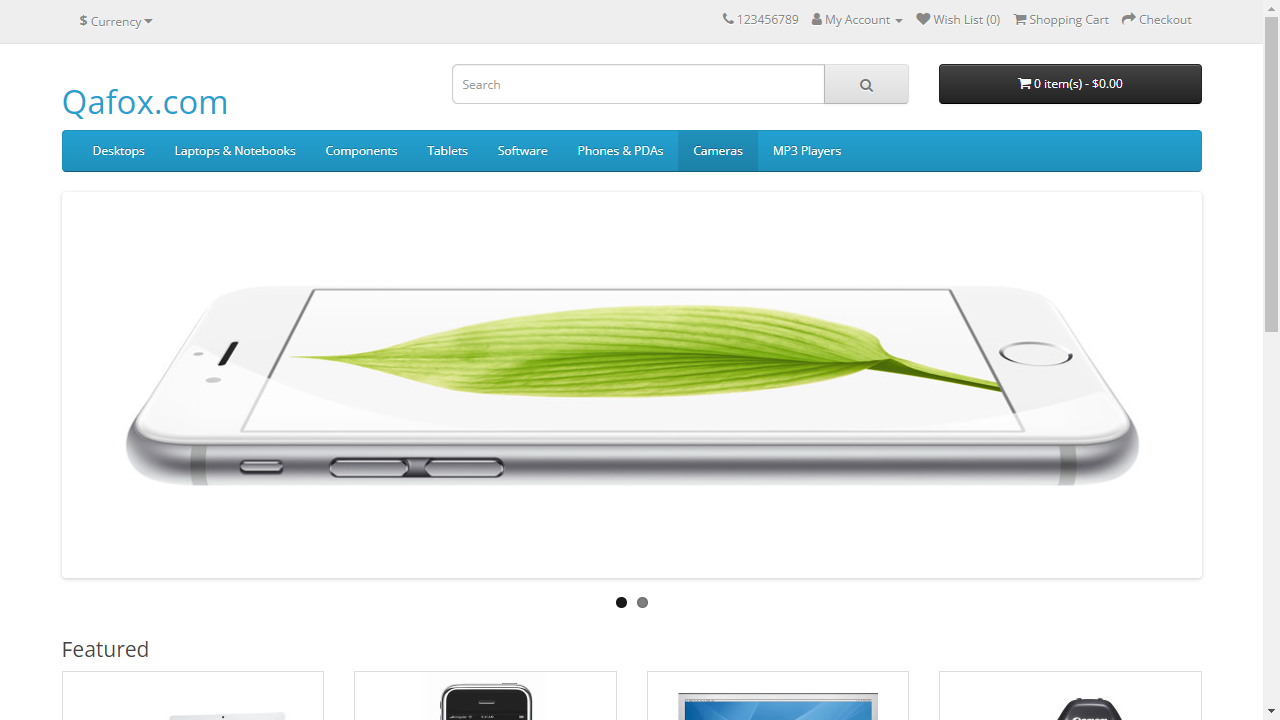 $ Currency
123456789 My Account Wish List (0) Shopping Cart Checkout
Qafox.com
Search
0 item(s) - $0.00
Desktops Laptops & Notebooks Components Tablets Software Phones & PDAs Cameras MP3 Players
Featured
Canon